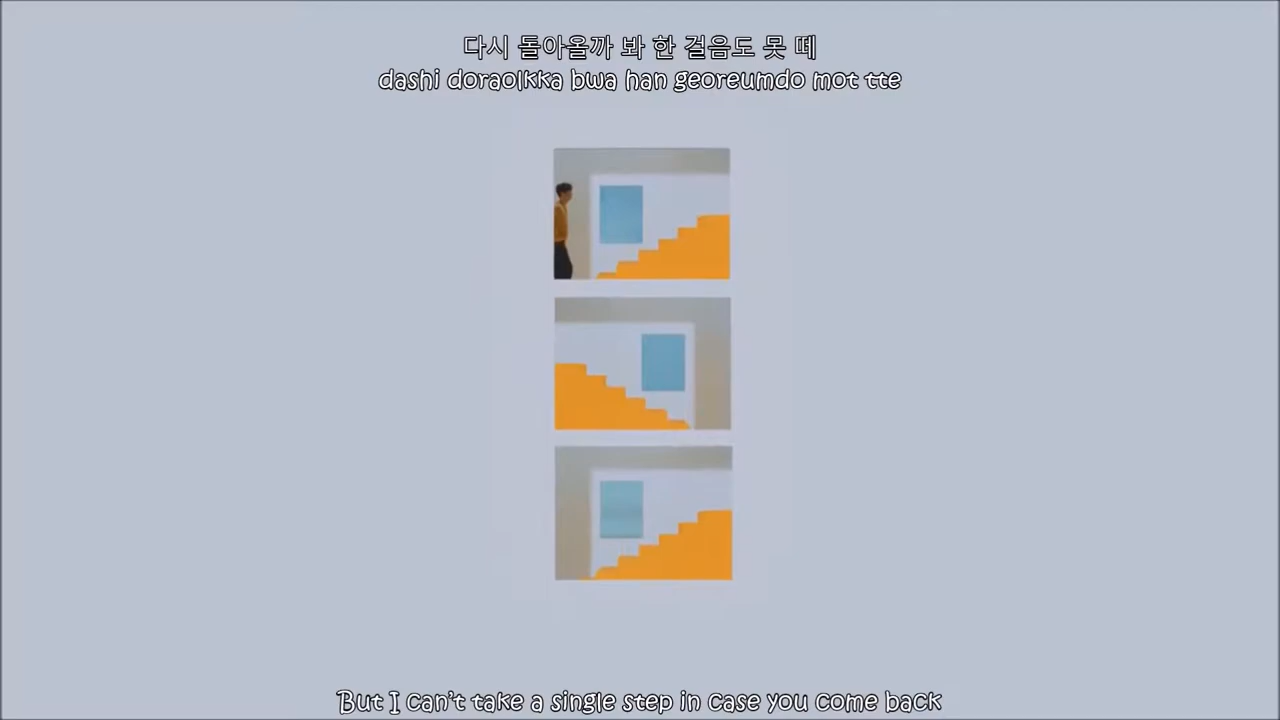 다시 돌아올까 봐 한 걸음도 못 떼
dashi doraolkka bwa han georeumdo mot tte
But I can't take a single step in case you come back